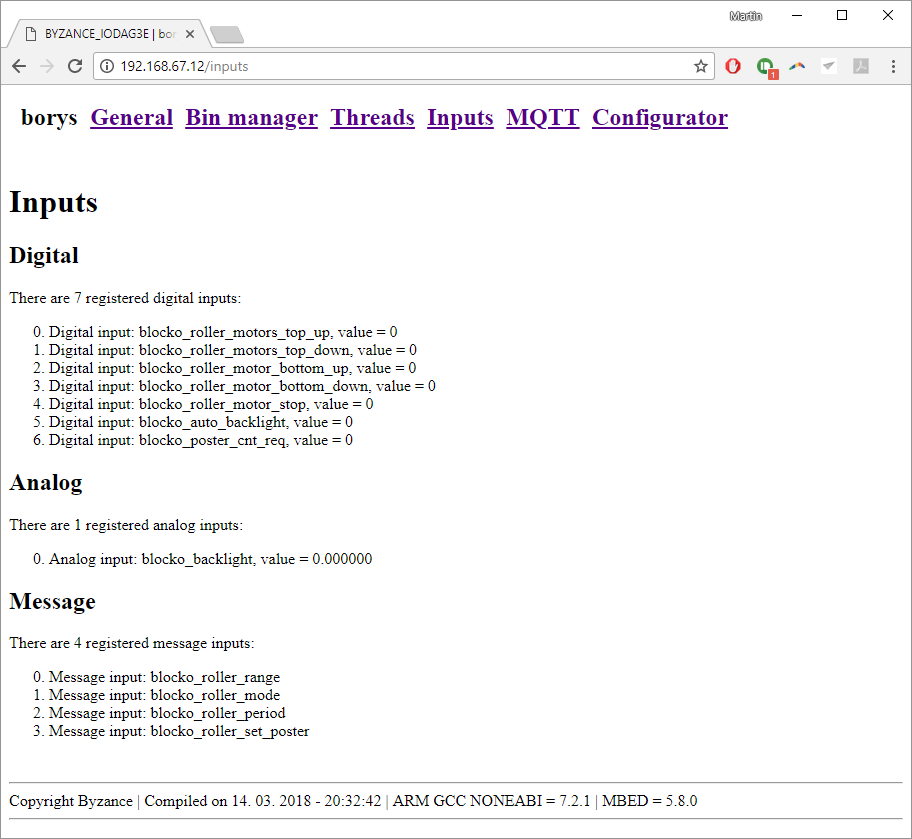 Martin
BYZANCE_IODAG3E | bor
192.168.67.12/inputs
1
borys General Bin manager Threads Inputs MQTT Configurator
Inputs
Digital
There are 7 registered digital inputs:
0. Digital input: blocko_roller_motors_top_up, value = 0
1. Digital input: blocko_roller_motors_top_down, value = 0
2. Digital input: blocko_roller_motor_bottom_up, value = 0
3. Digital input: blocko_roller_motor_bottom_down, value = 0
4. Digital input: blocko_roller_motor_stop, value = 0
5. Digital input: blocko_auto_backlight, value = 0
6. Digital input: blocko_poster_cnt_req, value = 0
Analog
There are 1 registered analog inputs:
0. Analog input: blocko_backlight, value = 0.000000
Message
There are 4 registered message inputs:
0. Message input: blocko_roller_range
1. Message input: blocko_roller_mode
2. Message input: blocko_roller_period
3. Message input: blocko_roller_set_poster
Copyright Byzance | Compiled on 14. 03. 2018 - 20:32:42 | ARM GCC NONEABI = 7.2.1 | MBED = 5.8.0